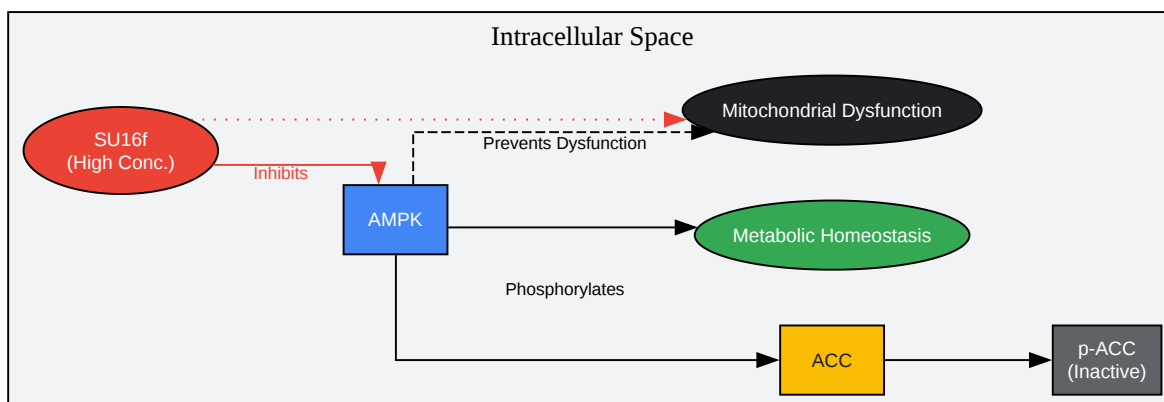 Intracellular Space
Mitochondrial Dysfunction
SU16f
(High Conc.)
Prevents Dysfunction
Inhibits
AMPK
Metabolic Homeostasis
Phosphorylates
ACC
p-ACC
(Inactive)